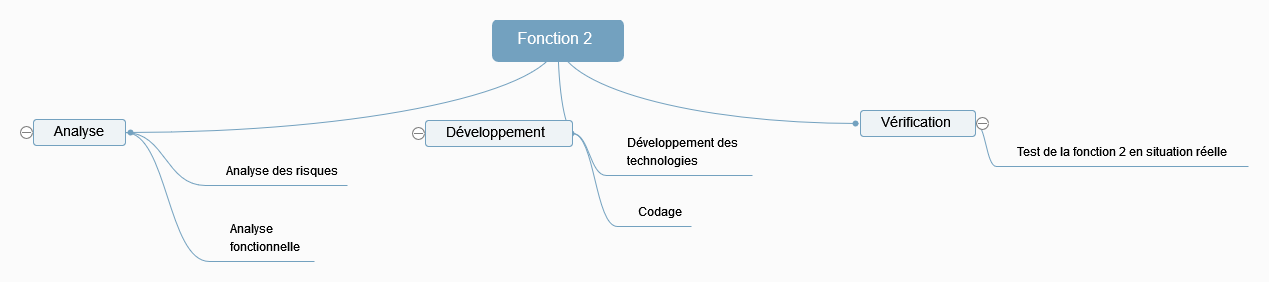 Fonction 2
Analyse
Développement
Vérification
Analyse des risques
Analyse
fonctionnelle
Développement des
technologies
Codage
Test de la fonction 2 en situation réelle